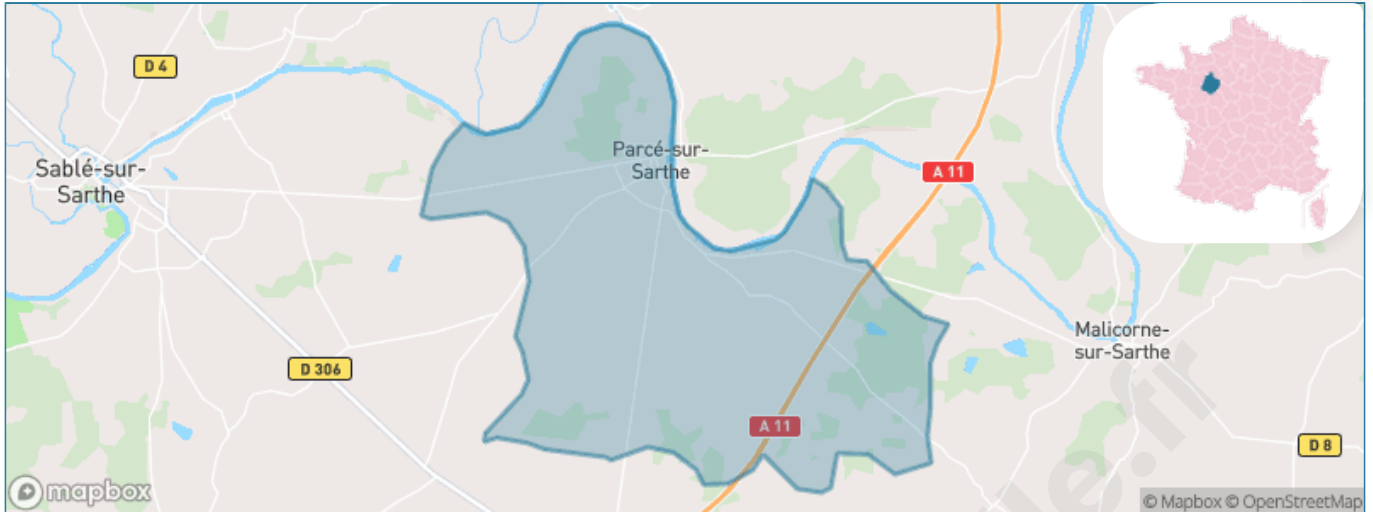 D 4
Parcé-sur-
Sarthe
Sablé-sur-
Sarthe
A 11
Malicorne-
sur-Sarthe
D 306
A 11
D 8
mapbox
© Mapbox © OpenStreetMap